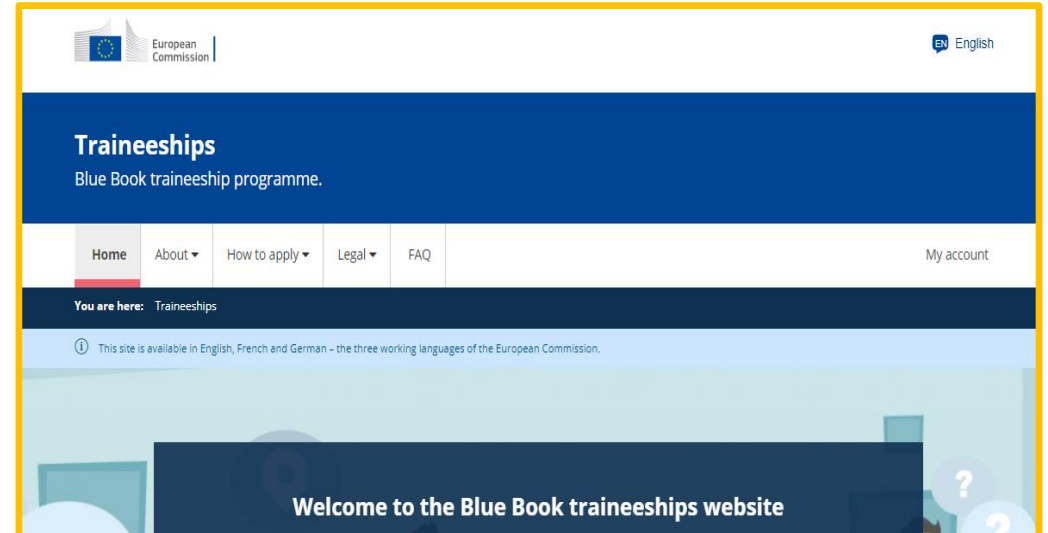 European
Commission
EN English
Traineeships
Blue Book traineeship programme.
Home About How to apply Legal FAQ My account
You are here: Traineeships
This site is available in English, French and German – the three working languages of the European Commission.
Welcome to the Blue Book traineeships website
?
?